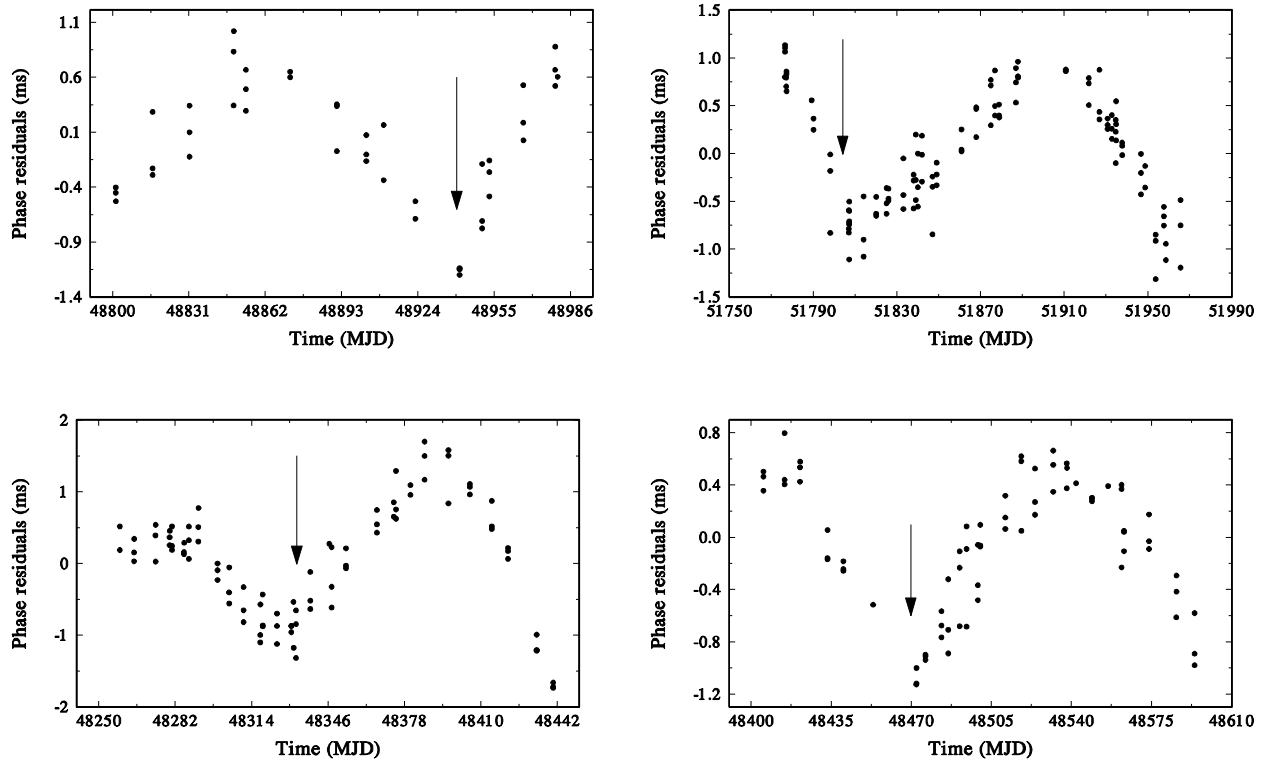 Phase residuals (ms)
1.1
0.6
0.1
-0.4
-0.9
-1.4
48800 48831 48862 48893 48924 48955 48986
Time (MJD)
Phase residuals (ms)
1.5
1.0
0.5
0.0
-0.5
-1.0
-1.5
51750 51790 51830 51870 51910 51950 51990
Time (MJD)
Phase residuals (ms)
2
1
0
-1
-2
48250 48282 48314 48346 48378 48410 48442
Time (MJD)
Phase residuals (ms)
0.8
0.4
0.0
-0.4
-0.8
-1.2
48400 48435 48470 48505 48540 48575 48610
Time (MJD)